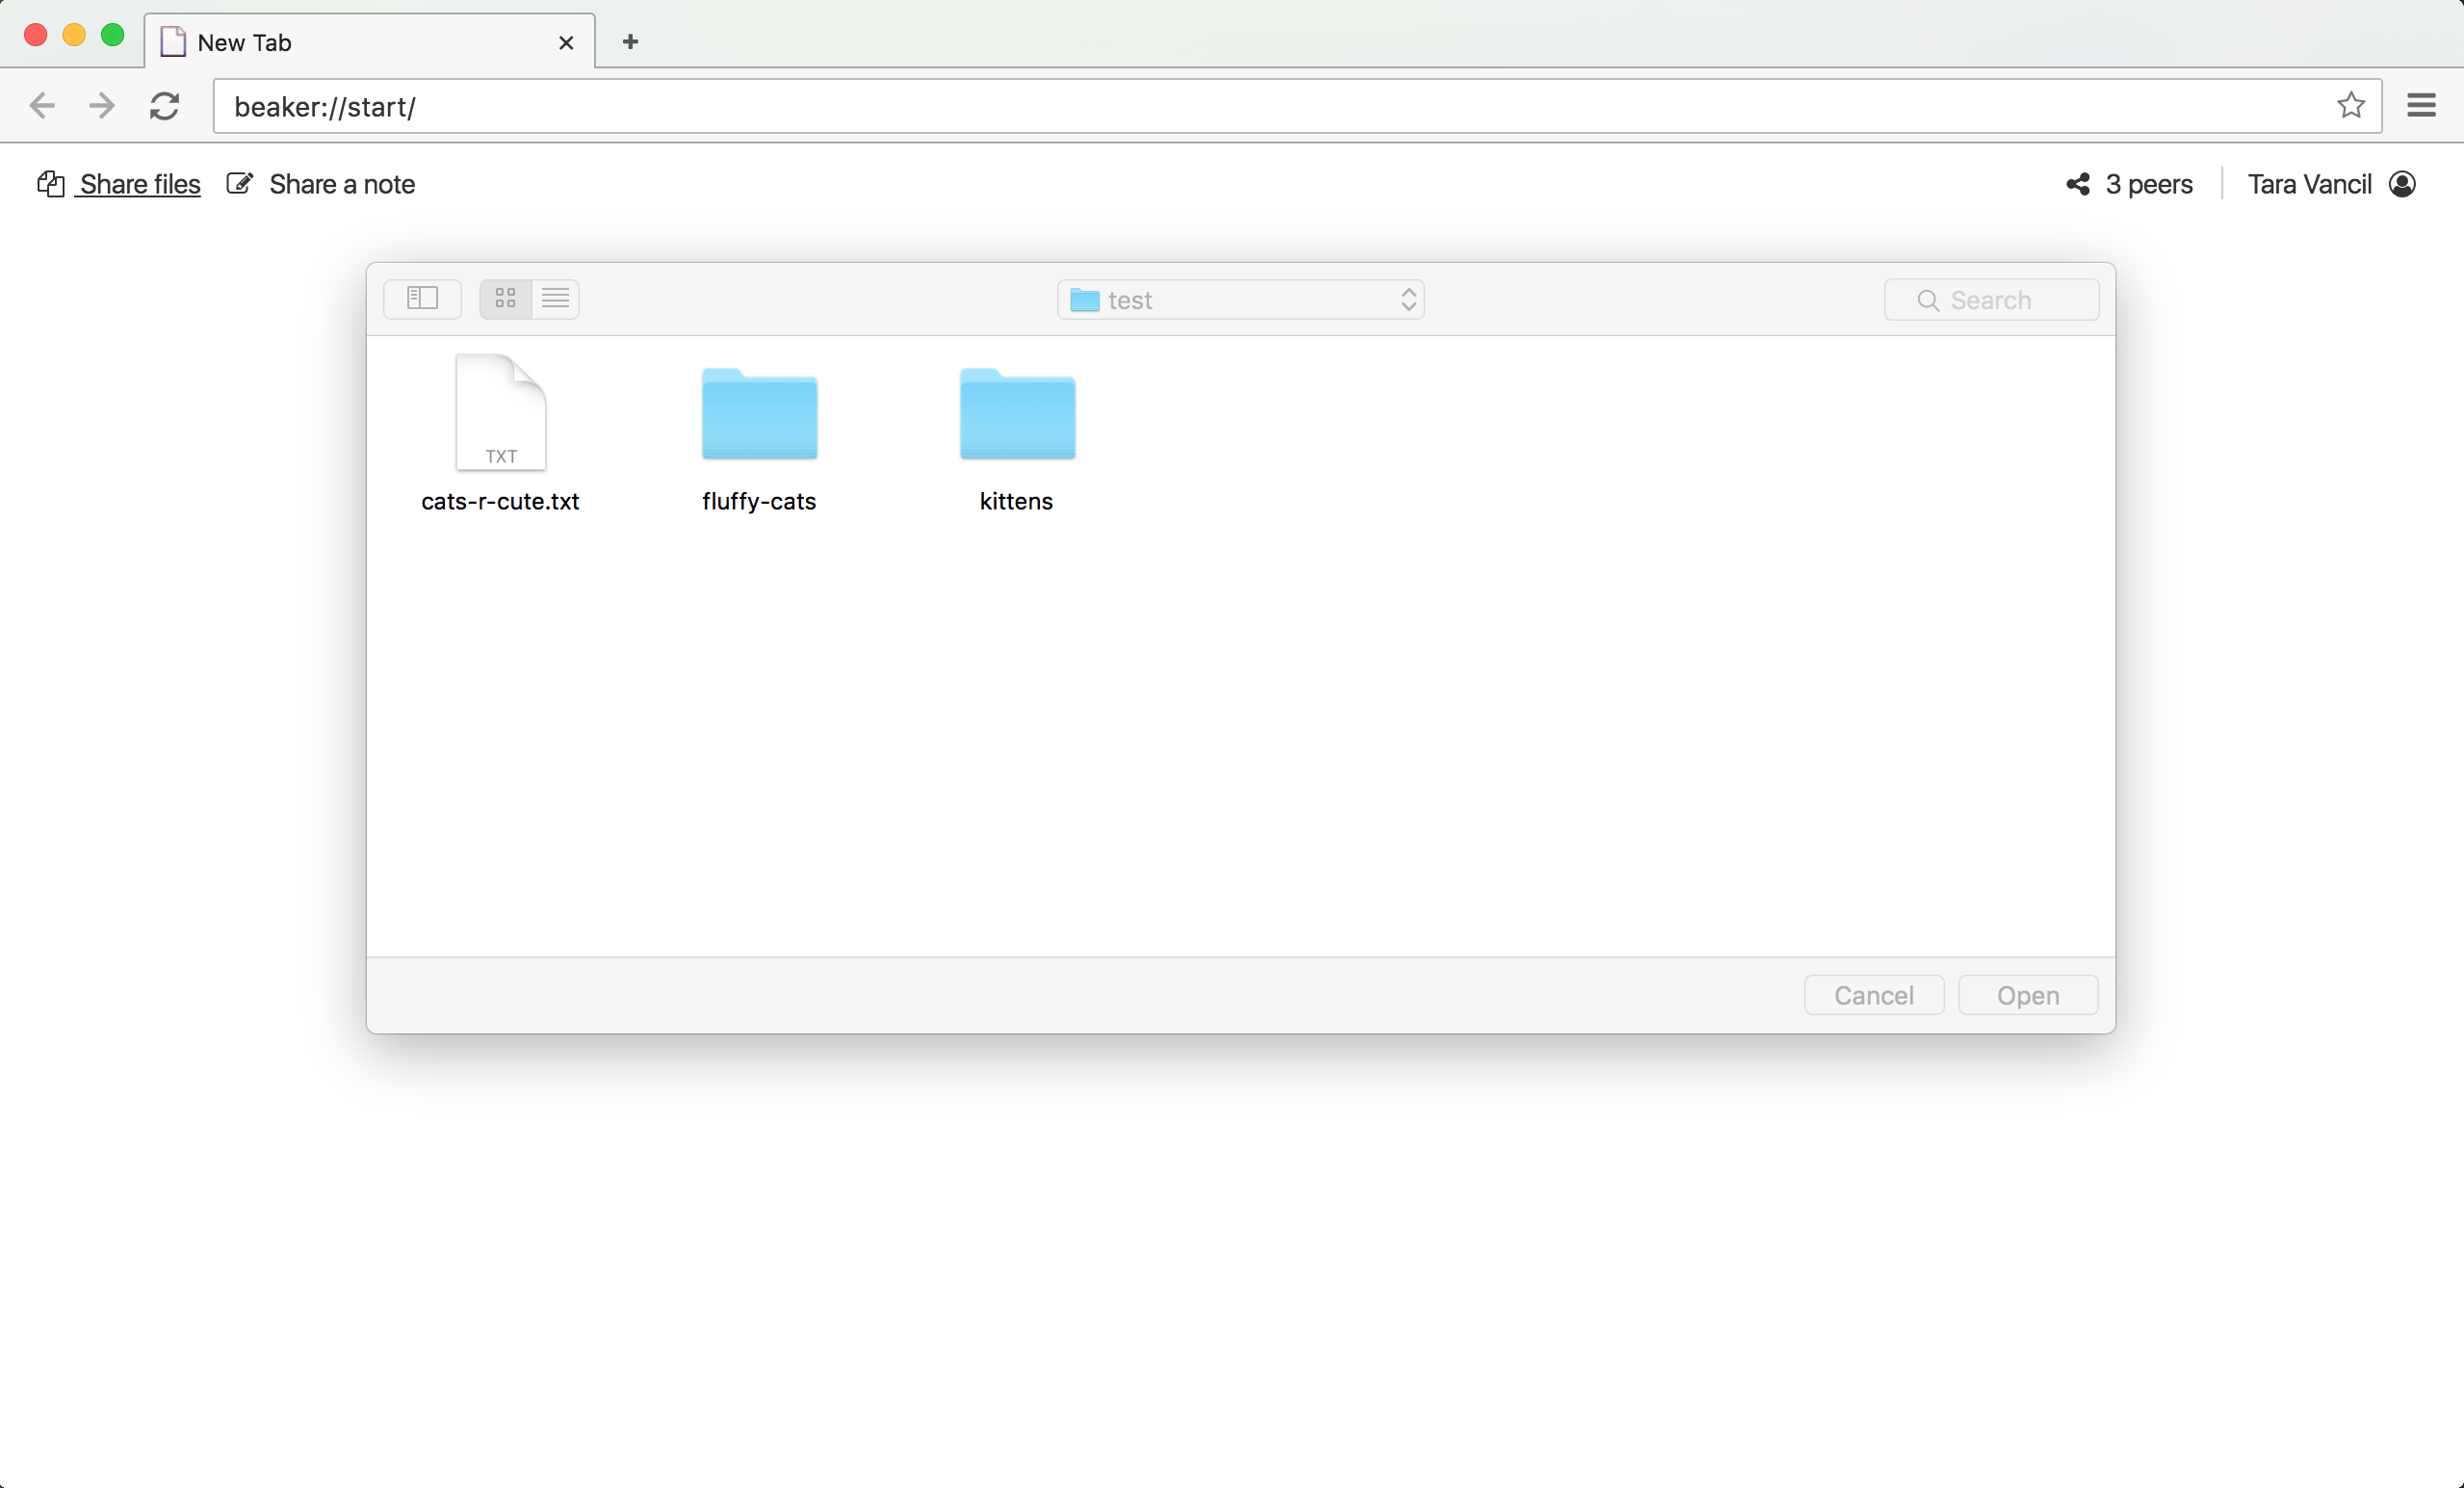 New Tab
beaker://start/
Share files Share a note 3 peers Tara Vancil
test Search
TXT
cats-r-cute.txt fluffy-cats kittens
Cancel Open